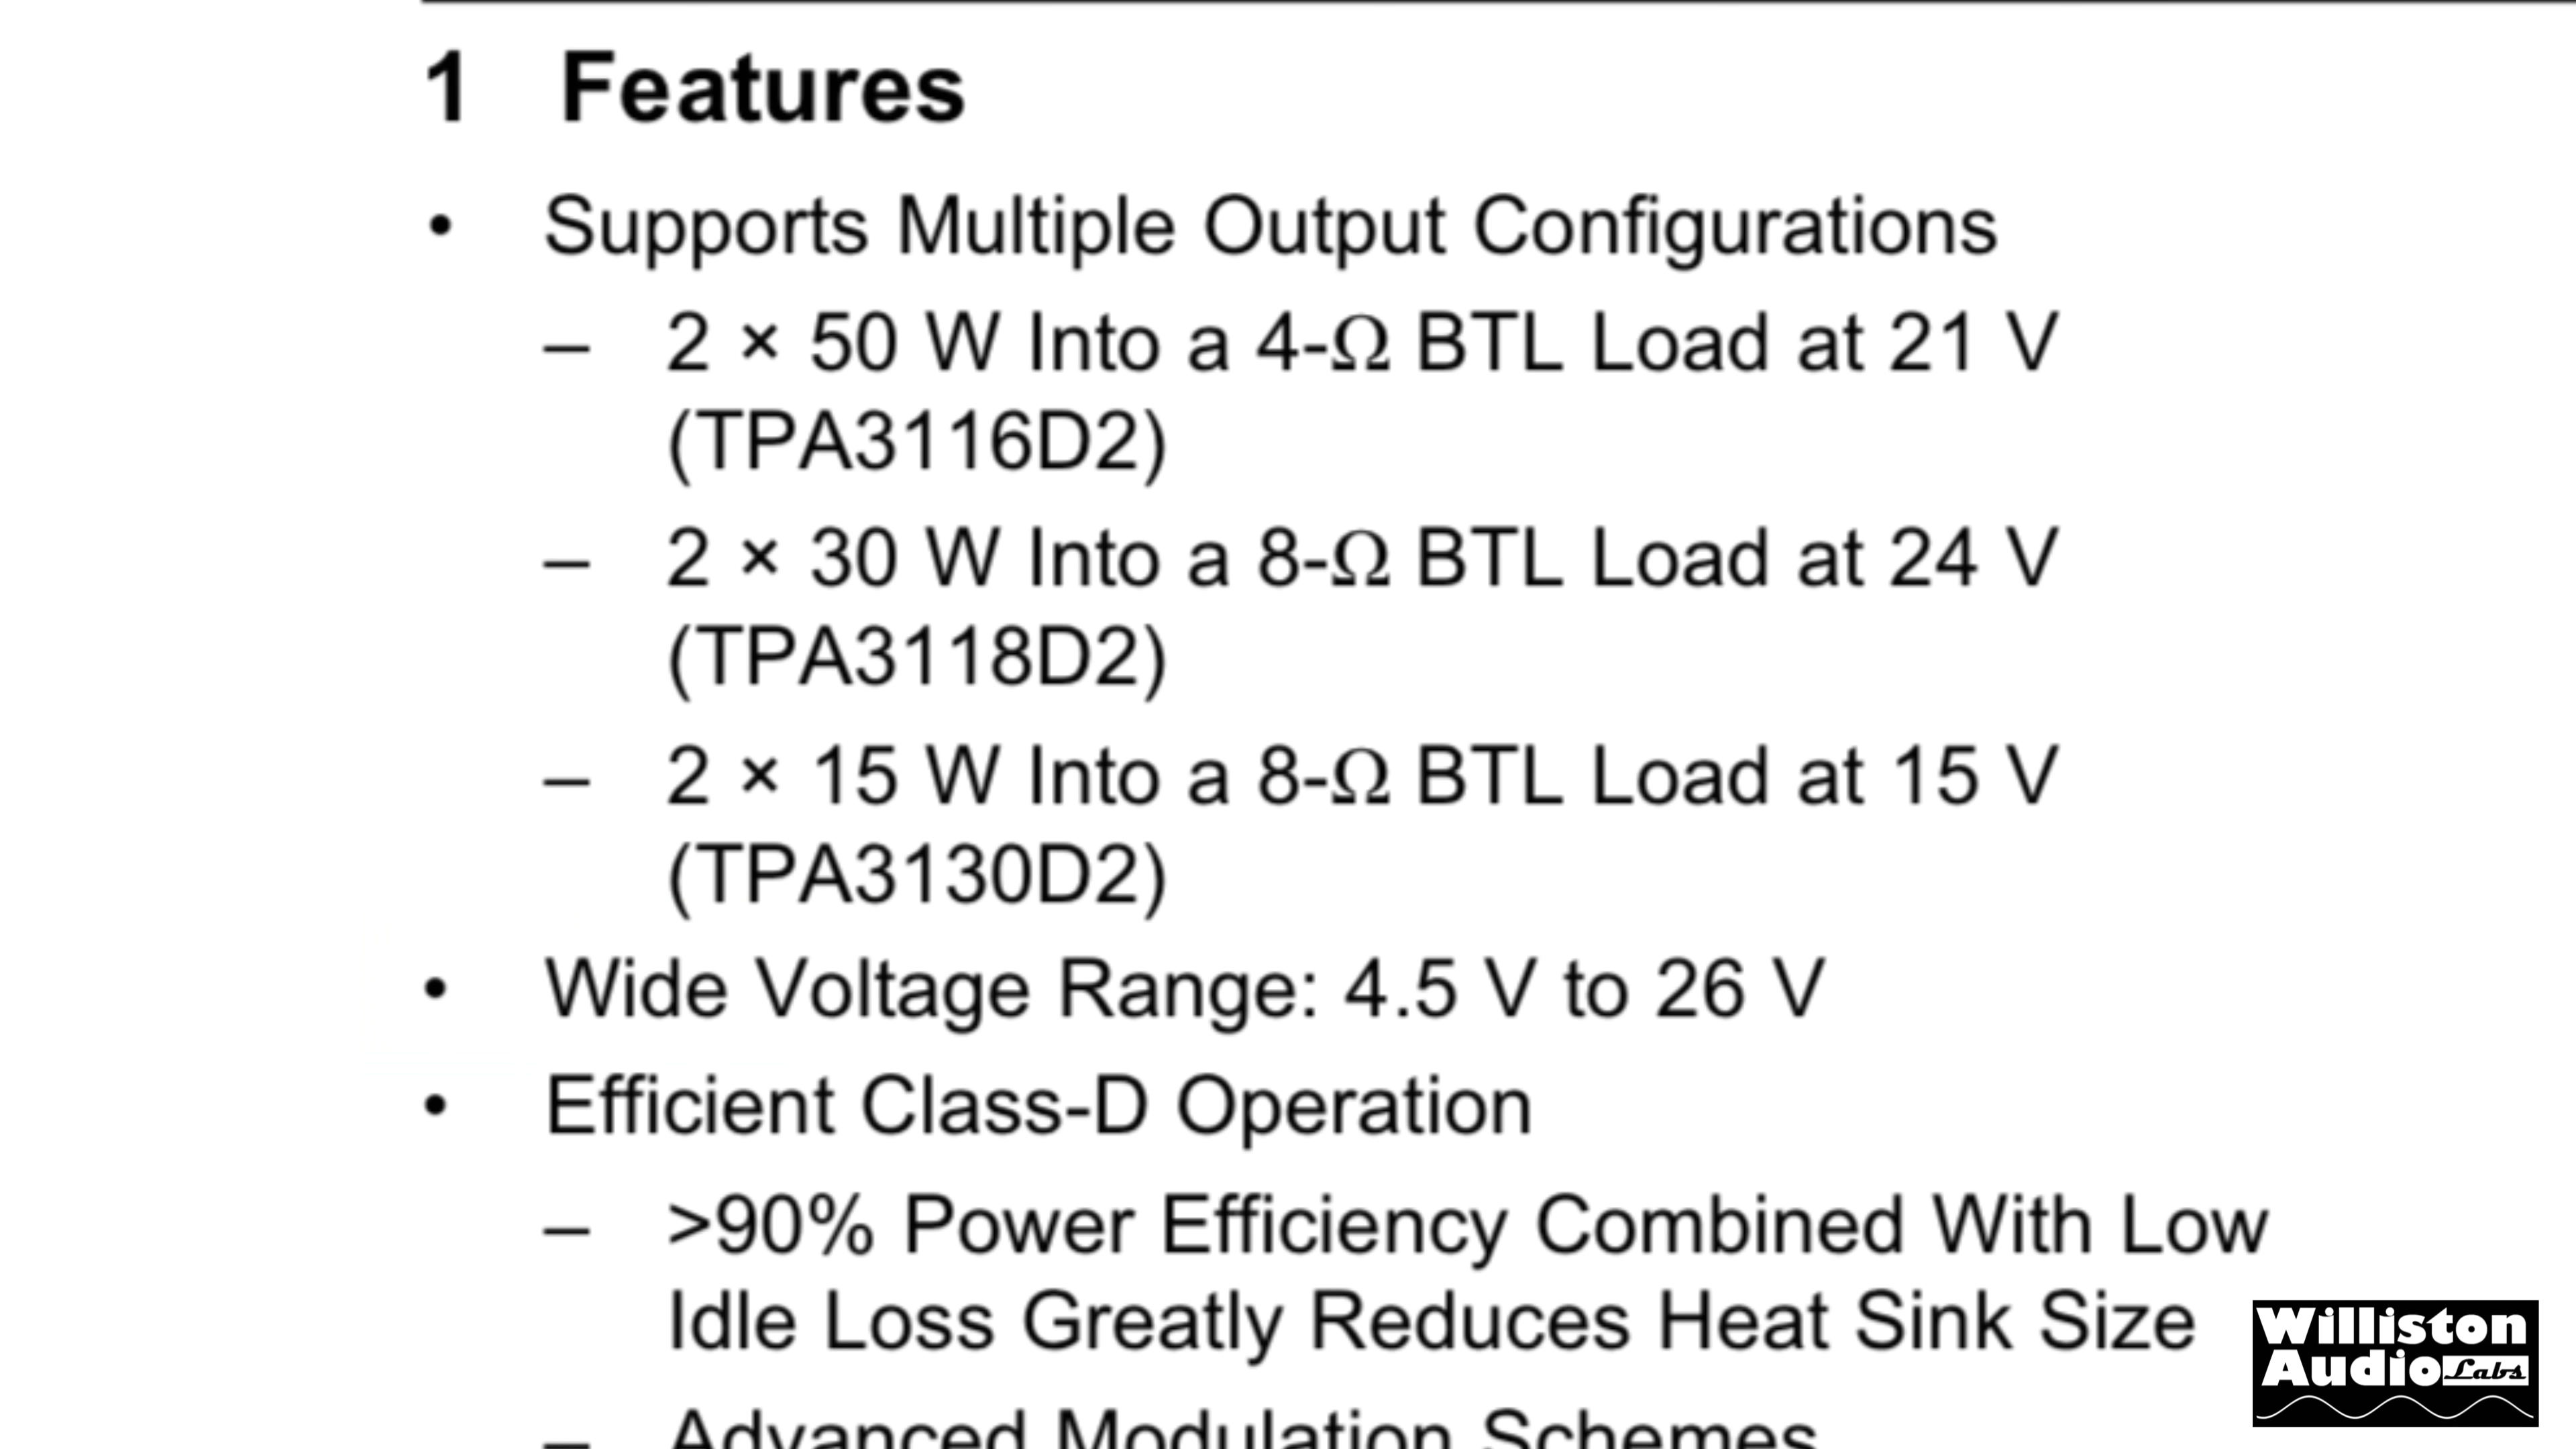 1 Features
• Supports Multiple Output Configurations
– 2 × 50 W Into a 4-Ω BTL Load at 21 V
(TPA3116D2)
– 2 × 30 W Into a 8-Ω BTL Load at 24 V
(TPA3118D2)
– 2 × 15 W Into a 8-Ω BTL Load at 15 V
(TPA3130D2)
• Wide Voltage Range: 4.5 V to 26 V
• Efficient Class-D Operation
– >90% Power Efficiency Combined With Low
Idle Loss Greatly Reduces Heat Sink Size
– Advanced Modulation Schemes
Williston
Audio Labs